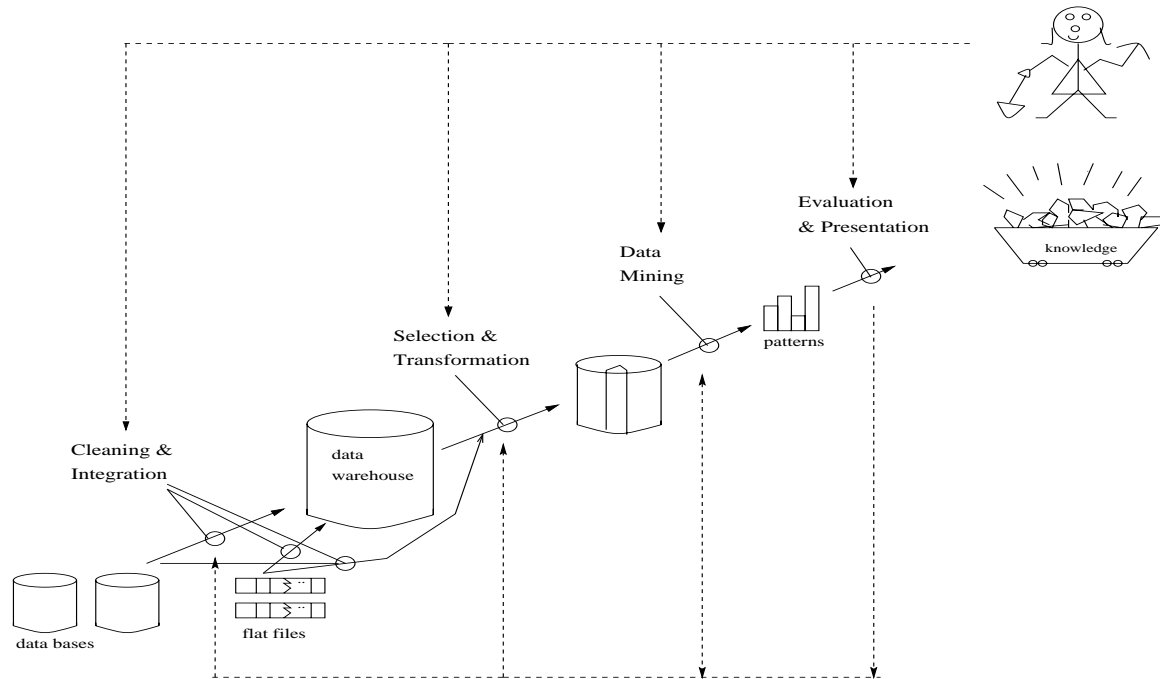 Evaluation
& Presentation
knowledge
Data
Mining
patterns
Selection &
Transformation
Cleaning &
Integration
data
warehouse
data bases
flat files